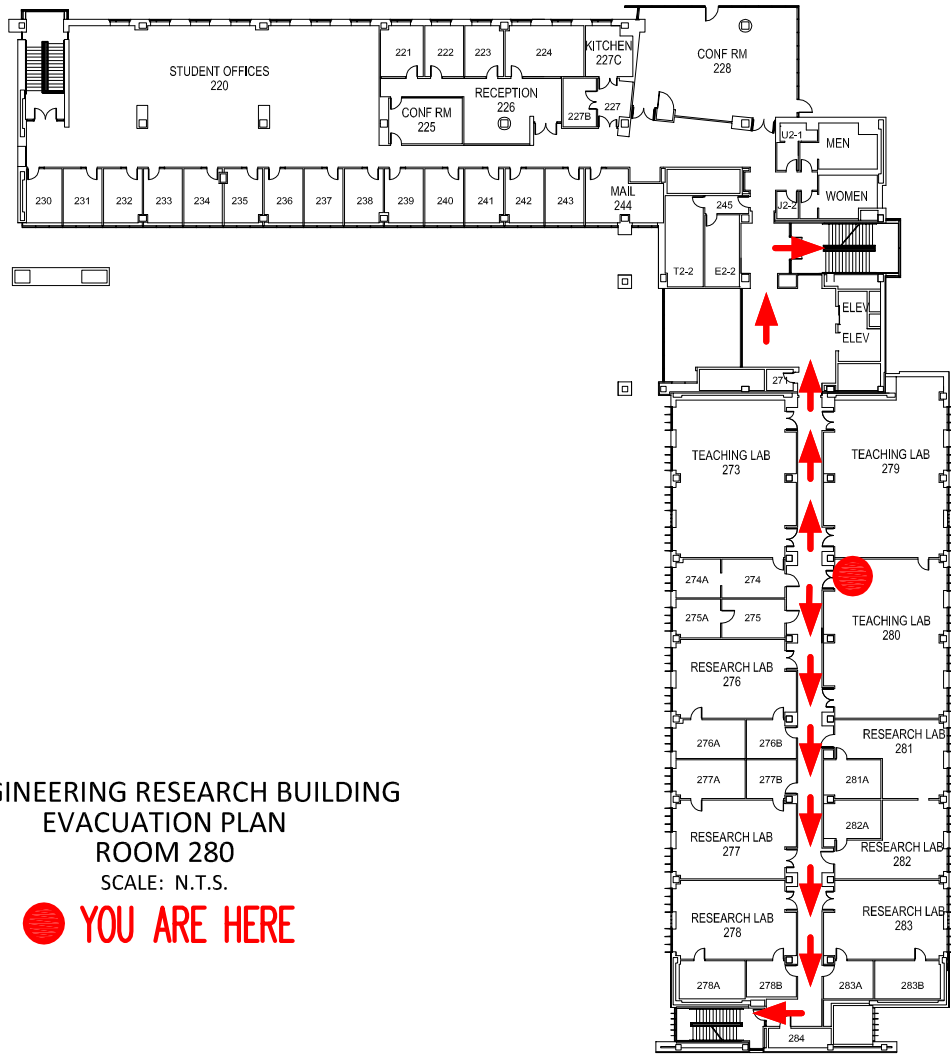 221
222
223
224
KITCHEN
227C
CONF RM
228
STUDENT OFFICES
220
RECEPTION
226
CONF RM
225
227B
227
U2-1
MEN
230
231
232
233
234
235
236
237
238
239
240
241
242
243
MAIL
244
245
J2-2
WOMEN
T2-2
E2-2
ELEV
ELEV
271
TEACHING LAB
273
TEACHING LAB
279
274A
274
275A
275
TEACHING LAB
280
RESEARCH LAB
276
276A
276B
RESEARCH LAB
281
277A
277B
281A
282A
RESEARCH LAB
277
RESEARCH LAB
282
RESEARCH LAB
278
RESEARCH LAB
283
278A
278B
283A
283B
284
GINEERING RESEARCH BUILDING
EVACUATION PLAN
ROOM 280
SCALE: N.T.S.
YOU ARE HERE